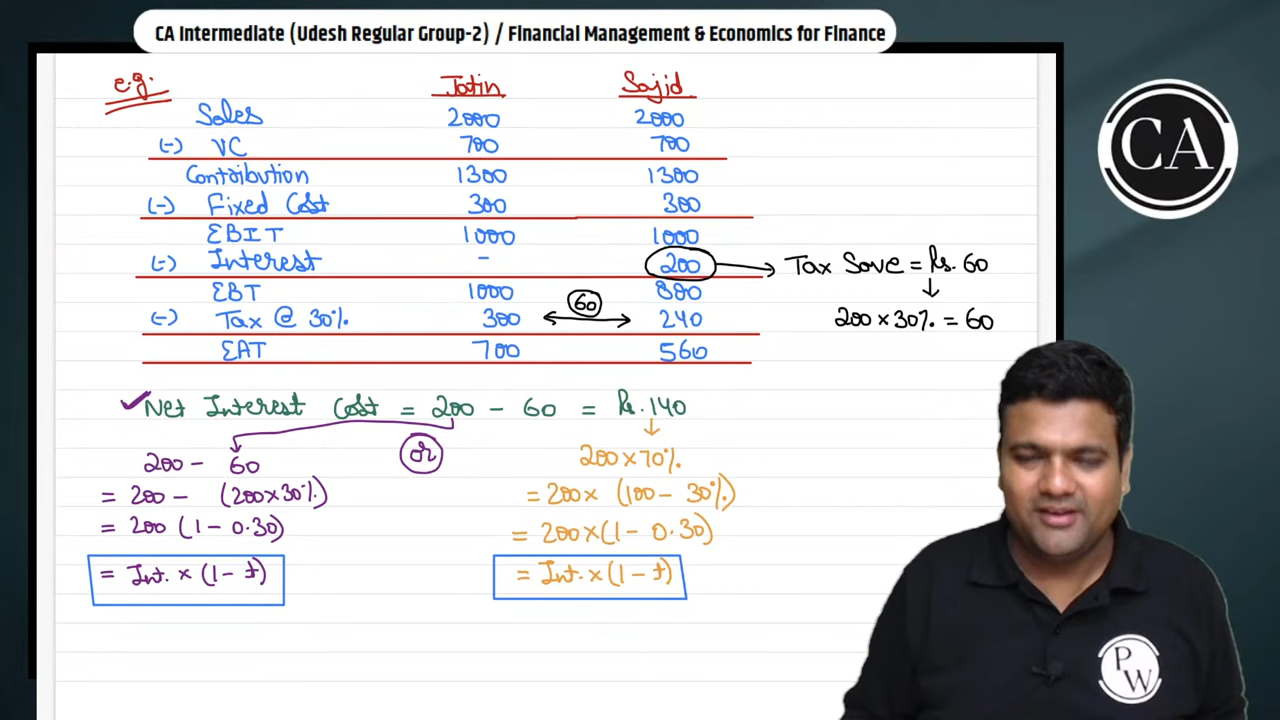 CA Intermediate (Udesh Regular Group-2) / Financial Management & Economics for Finance
e.g. Jatin Sajid
Sales 2000 2000
(-) VC 700 700
Contribution 1300 1300
(-) Fixed Cost 300 300
EBIT 1000 1000
(-) Interest - 200 → Tax Save = Rs. 60
EBT 1000 60 800
(-) Tax @ 30% 300 240 200 × 30% = 60
EAT 700 560
✓ Net Interest Cost = 200 - 60 = Rs. 140
200 - 60 or 200 × 70%
= 200 - (200 × 30%) = 200 × (100 - 30%)
= 200 (1 - 0.30) = 200 × (1 - 0.30)
= Int. × (1 - t) = Int. × (1 - t)
CA
P
W